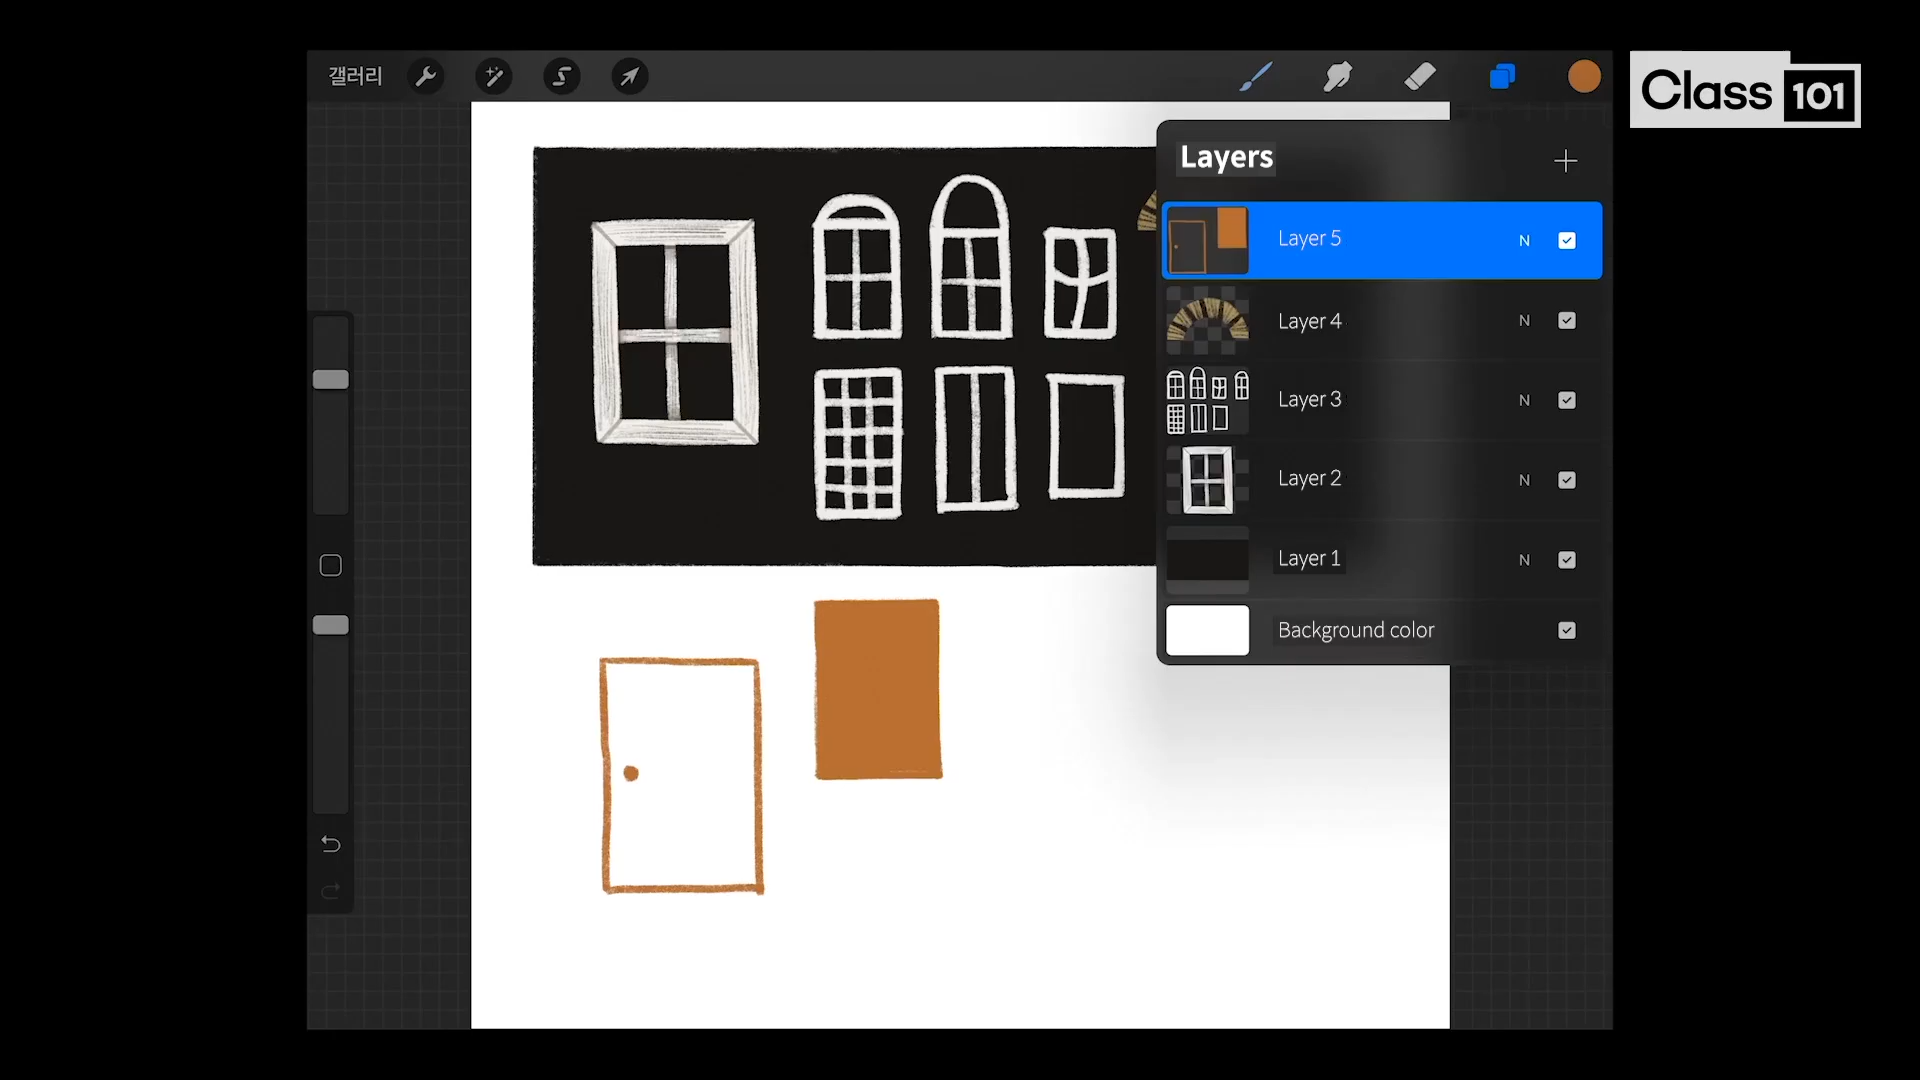 갤러리
Class 101
Layers
Layer 5 N
Layer 4 N
Layer 3 N
Layer 2 N
Layer 1 N
Background color